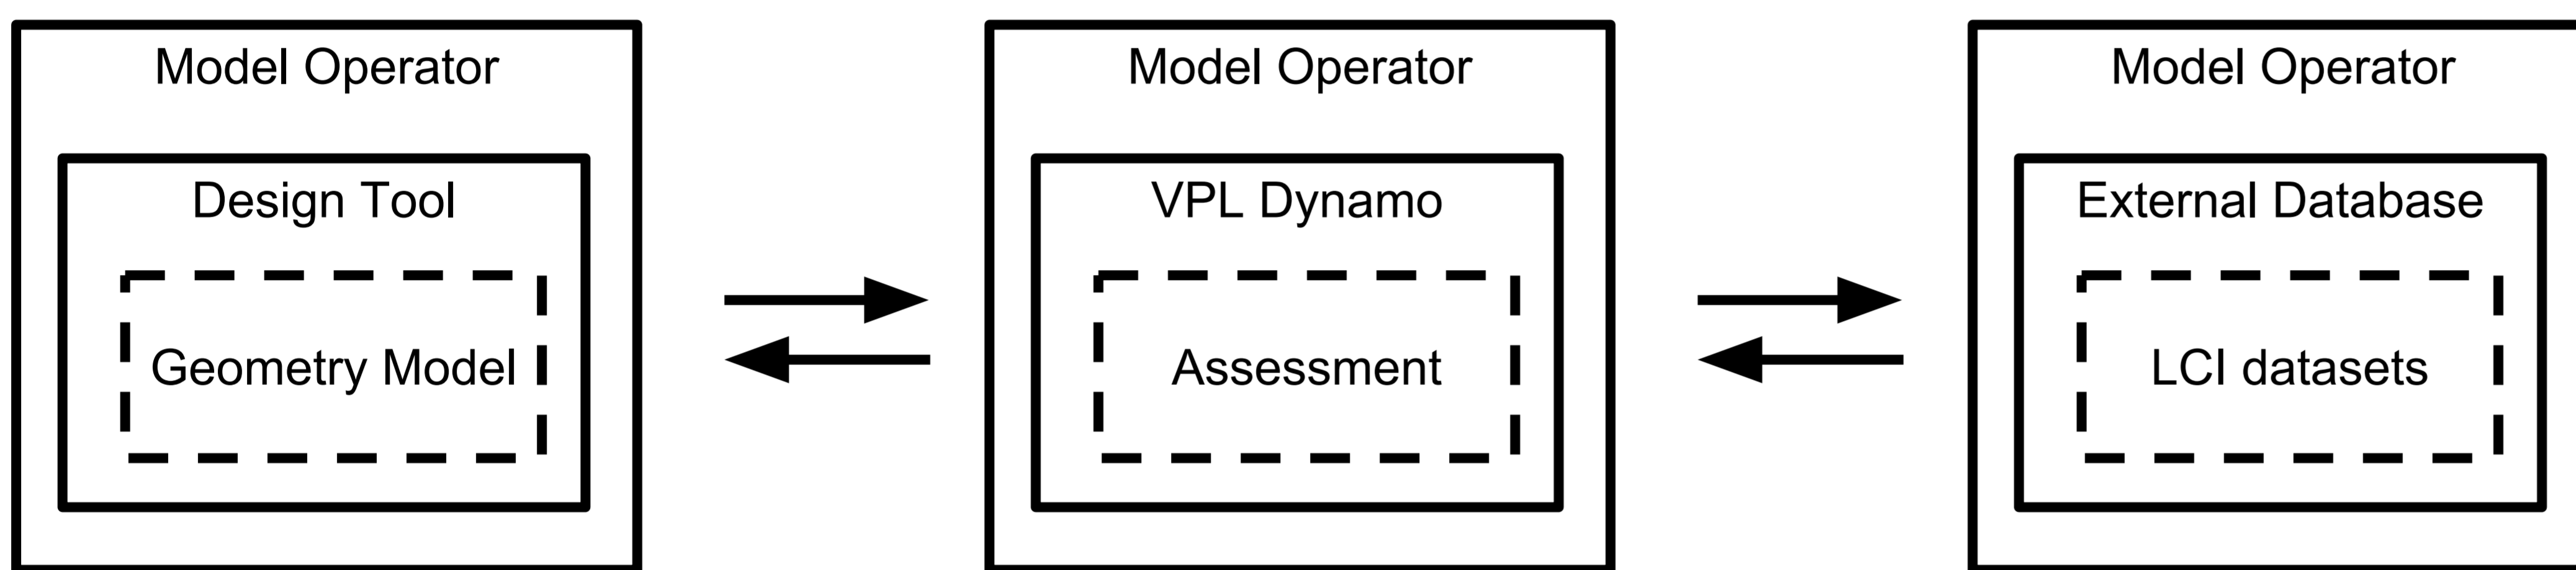 Model Operator
Design Tool
Geometry Model
Model Operator
VPL Dynamo
Assessment
Model Operator
External Database
LCI datasets